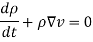 dρ/dt + ρ∇v = 0